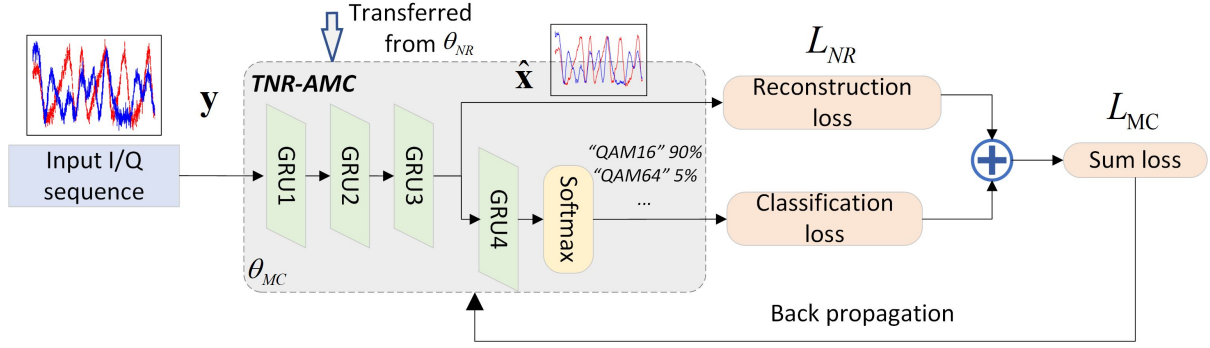 Transferred
from θ_NR
TNR-AMC
x̂
L_NR
y
Reconstruction
loss
L_MC
Input I/Q
sequence
GRU1
GRU2
GRU3
GRU4
Softmax
“QAM16” 90%
“QAM64” 5%
...
Sum loss
Classification
loss
θ_MC
Back propagation